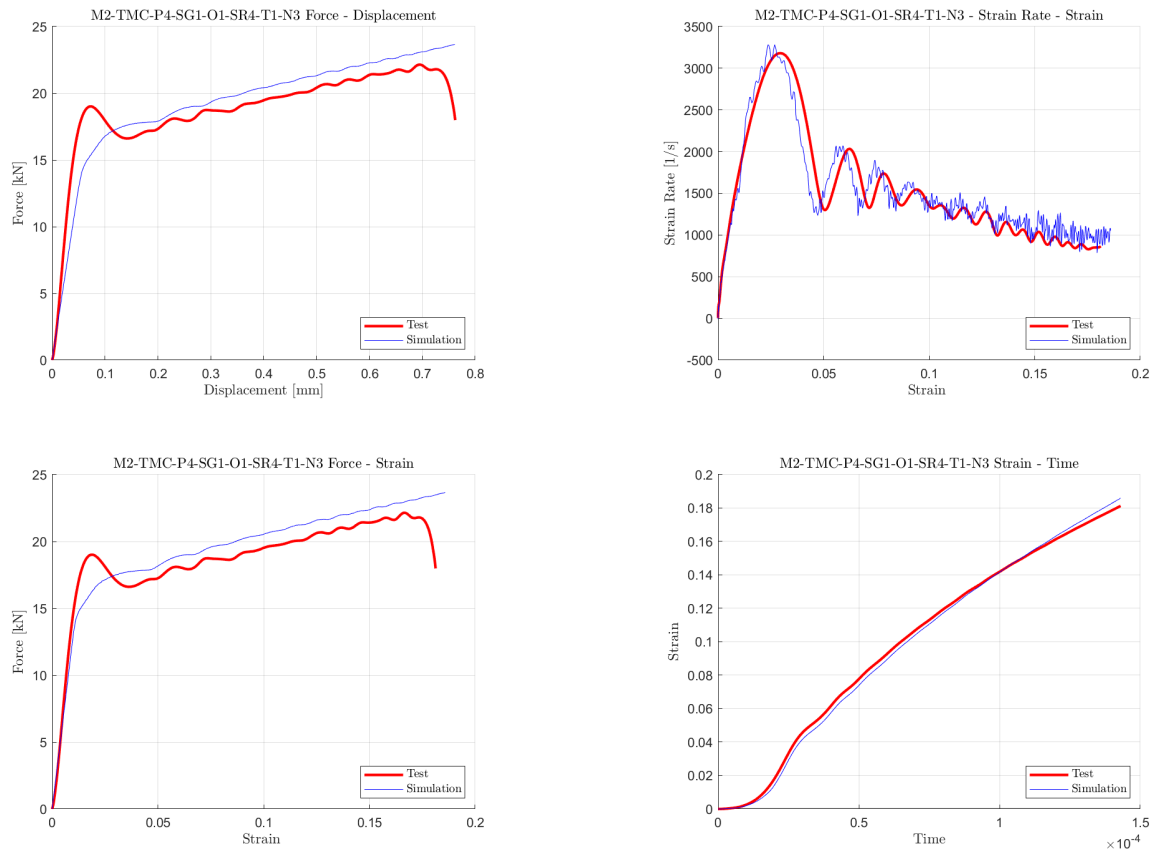 M2-TMC-P4-SG1-O1-SR4-T1-N3 Force - Displacement
25
20
15
10
5
0
Force [kN]
0
0.1
0.2
0.3
0.4
0.5
0.6
0.7
0.8
Displacement [mm]
Test
Simulation
M2-TMC-P4-SG1-O1-SR4-T1-N3 - Strain Rate - Strain
3500
3000
2500
2000
1500
1000
500
0
-500
Strain Rate [1/s]
0
0.05
0.1
0.15
0.2
Strain
Test
Simulation
M2-TMC-P4-SG1-O1-SR4-T1-N3 Force - Strain
25
20
15
10
5
0
Force [kN]
0
0.05
0.1
0.15
0.2
Strain
Test
Simulation
M2-TMC-P4-SG1-O1-SR4-T1-N3 Strain - Time
0.2
0.18
0.16
0.14
0.12
0.1
0.08
0.06
0.04
0.02
0
Strain
0
0.5
1
1.5
Time
×10⁻⁴
Test
Simulation